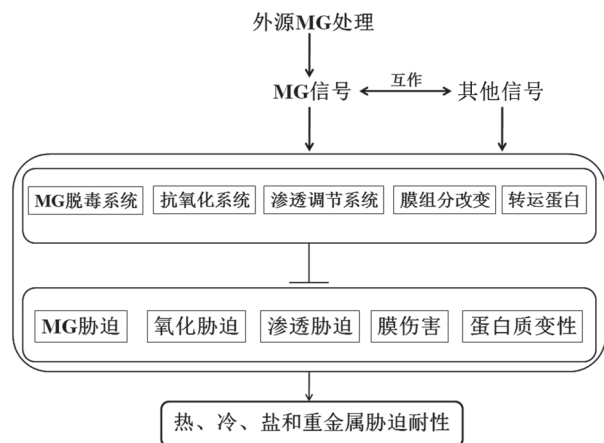 外源MG处理
互作
MG信号 其他信号
MG脱毒系统 抗氧化系统 渗透调节系统 膜组分改变 转运蛋白
MG胁迫 氧化胁迫 渗透胁迫 膜伤害 蛋白质变性
热、冷、盐和重金属胁迫耐性